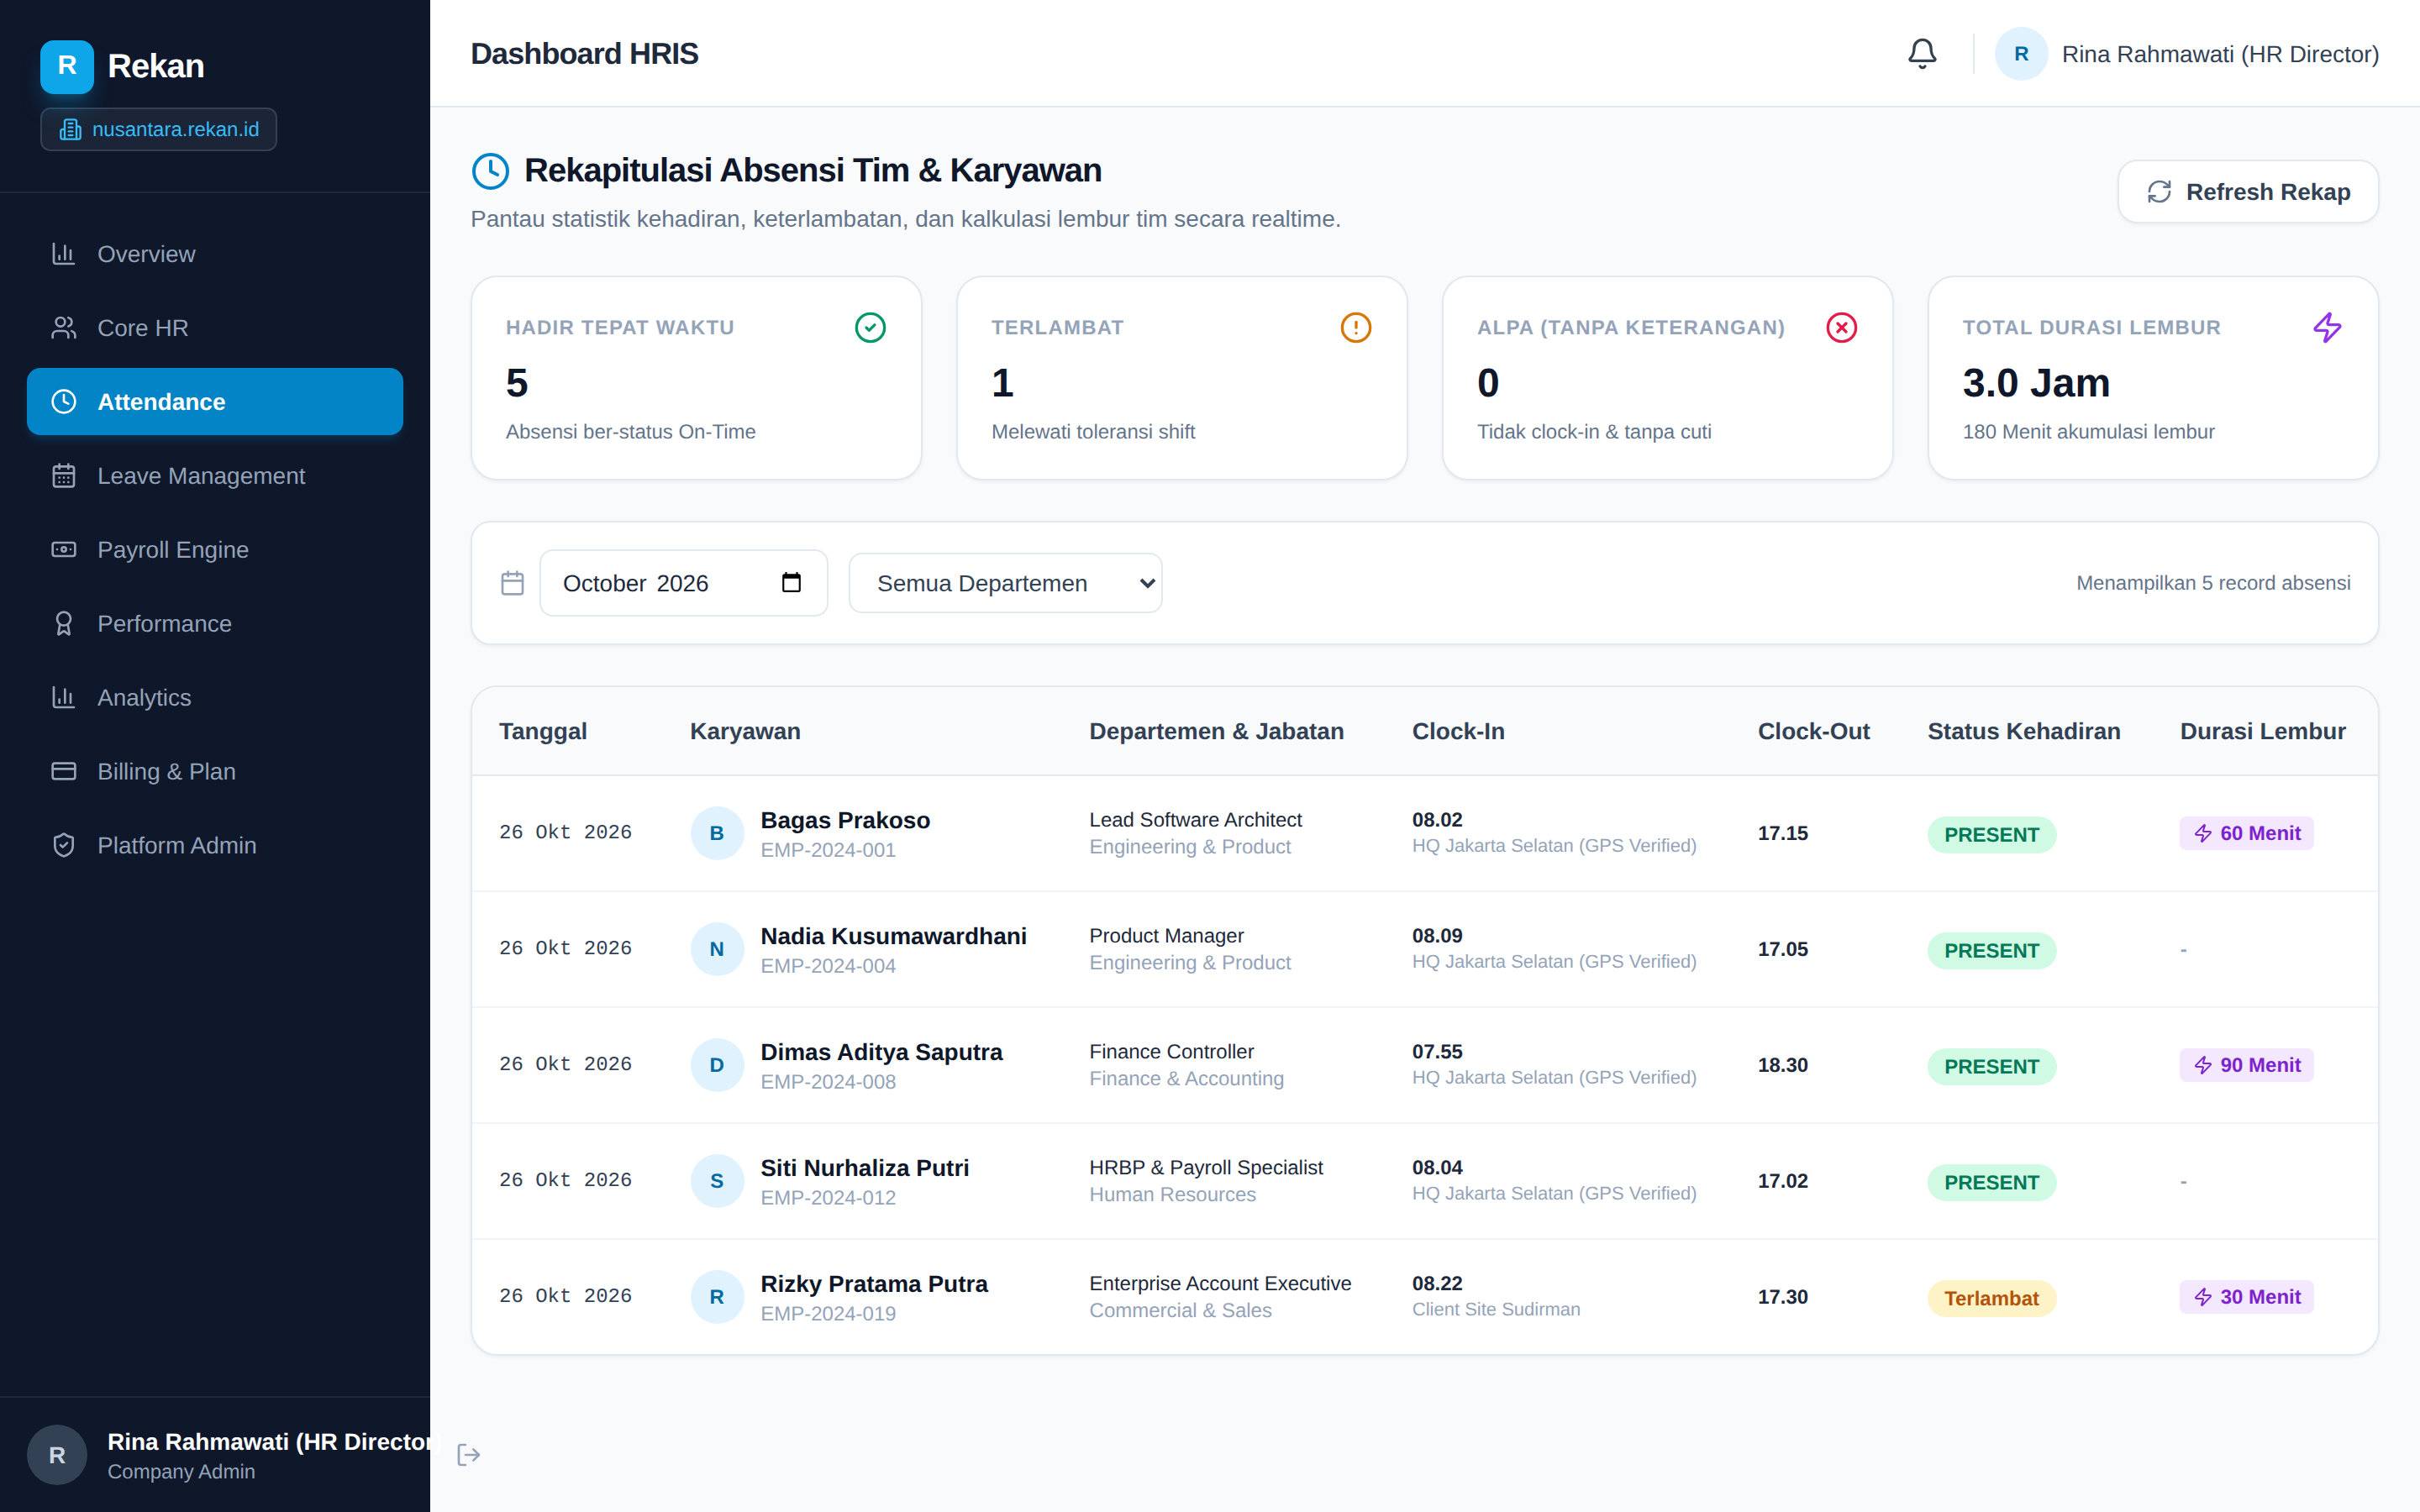 R Rekan
nusantara.rekan.id
Overview
Core HR
Attendance
Leave Management
Payroll Engine
Performance
Analytics
Billing & Plan
Platform Admin
R
Rina Rahmawati (HR Director)
Company Admin
Dashboard HRIS
R Rina Rahmawati (HR Director)
Rekapitulasi Absensi Tim & Karyawan
Pantau statistik kehadiran, keterlambatan, dan kalkulasi lembur tim secara realtime.
Refresh Rekap
HADIR TEPAT WAKTU
5
Absensi ber-status On-Time
TERLAMBAT
1
Melewati toleransi shift
ALPA (TANPA KETERANGAN)
0
Tidak clock-in & tanpa cuti
TOTAL DURASI LEMBUR
3.0 Jam
180 Menit akumulasi lembur
October 2026
Semua Departemen
Menampilkan 5 record absensi
Tanggal Karyawan Departemen & Jabatan Clock-In Clock-Out Status Kehadiran Durasi Lembur
26 Okt 2026
B
Bagas Prakoso
EMP-2024-001
Lead Software Architect
Engineering & Product
08.02
HQ Jakarta Selatan (GPS Verified)
17.15
PRESENT
60 Menit
26 Okt 2026
N
Nadia Kusumawardhani
EMP-2024-004
Product Manager
Engineering & Product
08.09
HQ Jakarta Selatan (GPS Verified)
17.05
PRESENT
-
26 Okt 2026
D
Dimas Aditya Saputra
EMP-2024-008
Finance Controller
Finance & Accounting
07.55
HQ Jakarta Selatan (GPS Verified)
18.30
PRESENT
90 Menit
26 Okt 2026
S
Siti Nurhaliza Putri
EMP-2024-012
HRBP & Payroll Specialist
Human Resources
08.04
HQ Jakarta Selatan (GPS Verified)
17.02
PRESENT
-
26 Okt 2026
R
Rizky Pratama Putra
EMP-2024-019
Enterprise Account Executive
Commercial & Sales
08.22
Client Site Sudirman
17.30
Terlambat
30 Menit